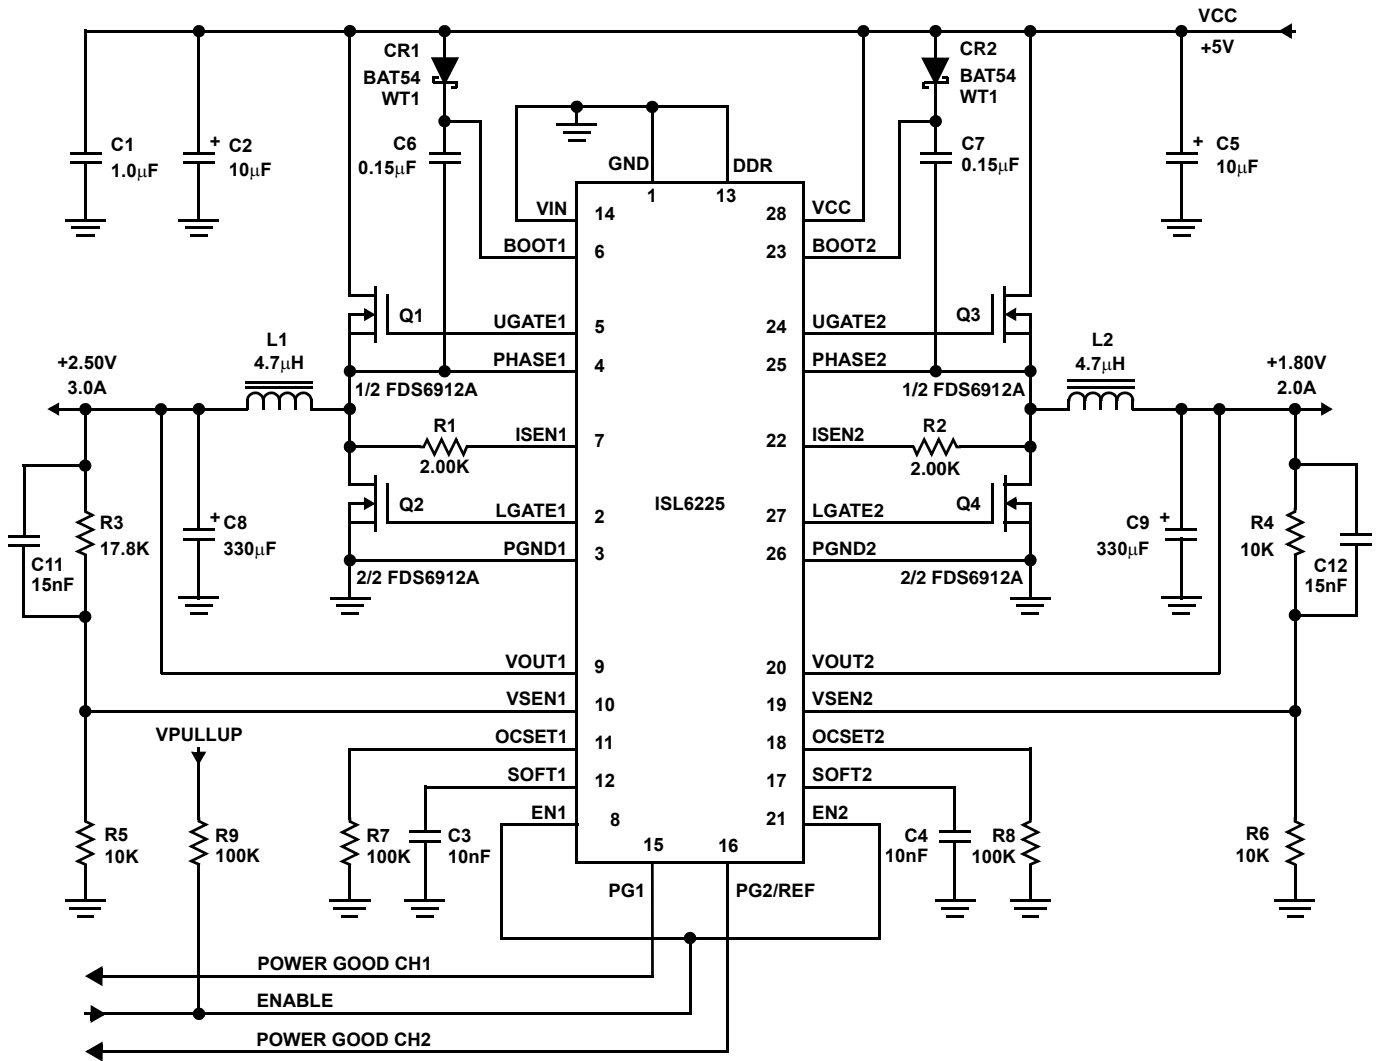 VCC
+5V
CR1
BAT54
WT1
CR2
BAT54
WT1
C1
1.0μF
+ C2
10μF
C6
0.15μF
C7
0.15μF
+ C5
10μF
GND
DDR
1
13
VIN
14
28
VCC
BOOT1
6
23
BOOT2
Q1
UGATE1
5
24
UGATE2
Q3
L1
4.7μH
PHASE1
4
25
PHASE2
L2
4.7μH
+2.50V
3.0A
1/2 FDS6912A
1/2 FDS6912A
+1.80V
2.0A
R1
2.00K
ISEN1
7
22
ISEN2
R2
2.00K
ISL6225
Q2
LGATE1
2
27
LGATE2
Q4
R3
17.8K
+ C8
330μF
C9 +
330μF
R4
10K
C11
15nF
PGND1
3
26
PGND2
C12
15nF
2/2 FDS6912A
2/2 FDS6912A
VOUT1
9
20
VOUT2
VSEN1
10
19
VSEN2
VPULLUP
OCSET1
11
18
OCSET2
SOFT1
12
17
SOFT2
EN1
8
21
EN2
R5
10K
R9
100K
R7
100K
C3
10nF
15
16
C4
10nF
R8
100K
R6
10K
PG1
PG2/REF
POWER GOOD CH1
ENABLE
POWER GOOD CH2